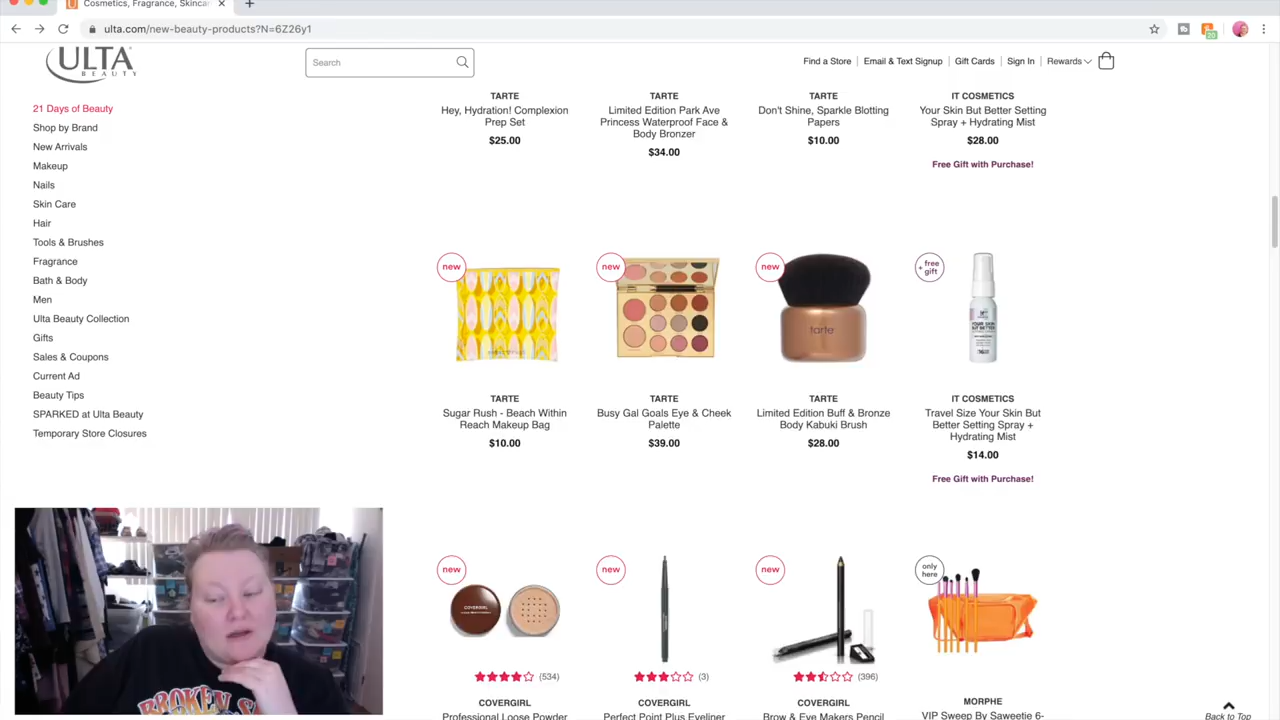 Cosmetics, Fragrance, Skincar
ulta.com/new-beauty-products?N=6Z26y1
20
ULTA
BEAUTY
Search
Find a Store
Email & Text Signup
Gift Cards
Sign In
Rewards
21 Days of Beauty
Shop by Brand
New Arrivals
Makeup
Nails
Skin Care
Hair
Tools & Brushes
Fragrance
Bath & Body
Men
Ulta Beauty Collection
Gifts
Sales & Coupons
Current Ad
Beauty Tips
SPARKED at Ulta Beauty
Temporary Store Closures
TARTE
Hey, Hydration! Complexion
Prep Set
$25.00
TARTE
Limited Edition Park Ave
Princess Waterproof Face &
Body Bronzer
$34.00
TARTE
Don't Shine, Sparkle Blotting
Papers
$10.00
IT COSMETICS
Your Skin But Better Setting
Spray + Hydrating Mist
$28.00
Free Gift with Purchase!
new
TARTE
Sugar Rush - Beach Within
Reach Makeup Bag
$10.00
new
TARTE
Busy Gal Goals Eye & Cheek
Palette
$39.00
new
tarte
TARTE
Limited Edition Buff & Bronze
Body Kabuki Brush
$28.00
+ free
gift
YOUR SKIN
BUT BETTER
IT COSMETICS
Travel Size Your Skin But
Better Setting Spray +
Hydrating Mist
$14.00
Free Gift with Purchase!
new
COVERGIRL
(534)
COVERGIRL
Professional Loose Powder
new
(3)
COVERGIRL
Perfect Point Plus Eyeliner
new
(396)
COVERGIRL
Brow & Eye Makers Pencil
only
here
MORPHE
VIP Sweep By Saweetie 6-
Back to Top
BROKEN